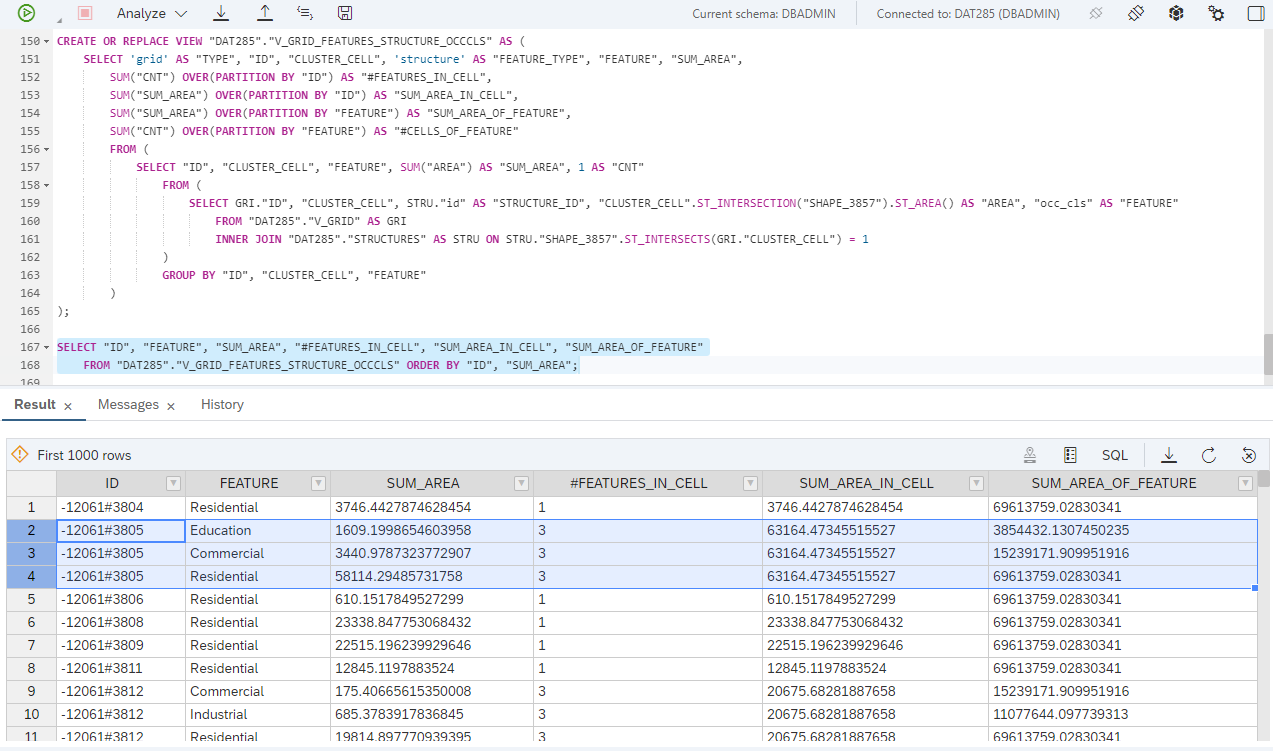 Analyze Current schema: DBADMIN Connected to: DAT285 (DBADMIN)
150 CREATE OR REPLACE VIEW "DAT285"."V_GRID_FEATURES_STRUCTURE_OCCCLS" AS (
151 SELECT 'grid' AS "TYPE", "ID", "CLUSTER_CELL", 'structure' AS "FEATURE_TYPE", "FEATURE", "SUM_AREA",
152 SUM("CNT") OVER(PARTITION BY "ID") AS "#FEATURES_IN_CELL",
153 SUM("SUM_AREA") OVER(PARTITION BY "ID") AS "SUM_AREA_IN_CELL",
154 SUM("SUM_AREA") OVER(PARTITION BY "FEATURE") AS "SUM_AREA_OF_FEATURE",
155 SUM("CNT") OVER(PARTITION BY "FEATURE") AS "#CELLS_OF_FEATURE"
156 FROM (
157 SELECT "ID", "CLUSTER_CELL", "FEATURE", SUM("AREA") AS "SUM_AREA", 1 AS "CNT"
158 FROM (
159 SELECT GRI."ID", "CLUSTER_CELL", STRU."id" AS "STRUCTURE_ID", "CLUSTER_CELL".ST_INTERSECTION("SHAPE_3857").ST_AREA() AS "AREA", "occ_cls" AS "FEATURE"
160 FROM "DAT285"."V_GRID" AS GRI
161 INNER JOIN "DAT285"."STRUCTURES" AS STRU ON STRU."SHAPE_3857".ST_INTERSECTS(GRI."CLUSTER_CELL") = 1
162 )
163 GROUP BY "ID", "CLUSTER_CELL", "FEATURE"
164 )
165 );
166
167 SELECT "ID", "FEATURE", "SUM_AREA", "#FEATURES_IN_CELL", "SUM_AREA_IN_CELL", "SUM_AREA_OF_FEATURE"
168 FROM "DAT285"."V_GRID_FEATURES_STRUCTURE_OCCCLS" ORDER BY "ID", "SUM_AREA";
169
Result Messages History
First 1000 rows SQL
ID FEATURE SUM_AREA #FEATURES_IN_CELL SUM_AREA_IN_CELL SUM_AREA_OF_FEATURE
1 -12061#3804 Residential 3746.4427874628454 1 3746.4427874628454 69613759.02830341
2 -12061#3805 Education 1609.1998654603958 3 63164.47345515527 3854432.1307450235
3 -12061#3805 Commercial 3440.9787323772907 3 63164.47345515527 15239171.909951916
4 -12061#3805 Residential 58114.29485731758 3 63164.47345515527 69613759.02830341
5 -12061#3806 Residential 610.1517849527299 1 610.1517849527299 69613759.02830341
6 -12061#3808 Residential 23338.847753068432 1 23338.847753068432 69613759.02830341
7 -12061#3809 Residential 22515.196239929646 1 22515.196239929646 69613759.02830341
8 -12061#3811 Residential 12845.1197883524 1 12845.1197883524 69613759.02830341
9 -12061#3812 Commercial 175.40665615350008 3 20675.68281887658 15239171.909951916
10 -12061#3812 Industrial 685.3783917836845 3 20675.68281887658 11077644.097739313
11 -12061#3812 Residential 19814.897770939395 3 20675.68281887658 69613759.02830341